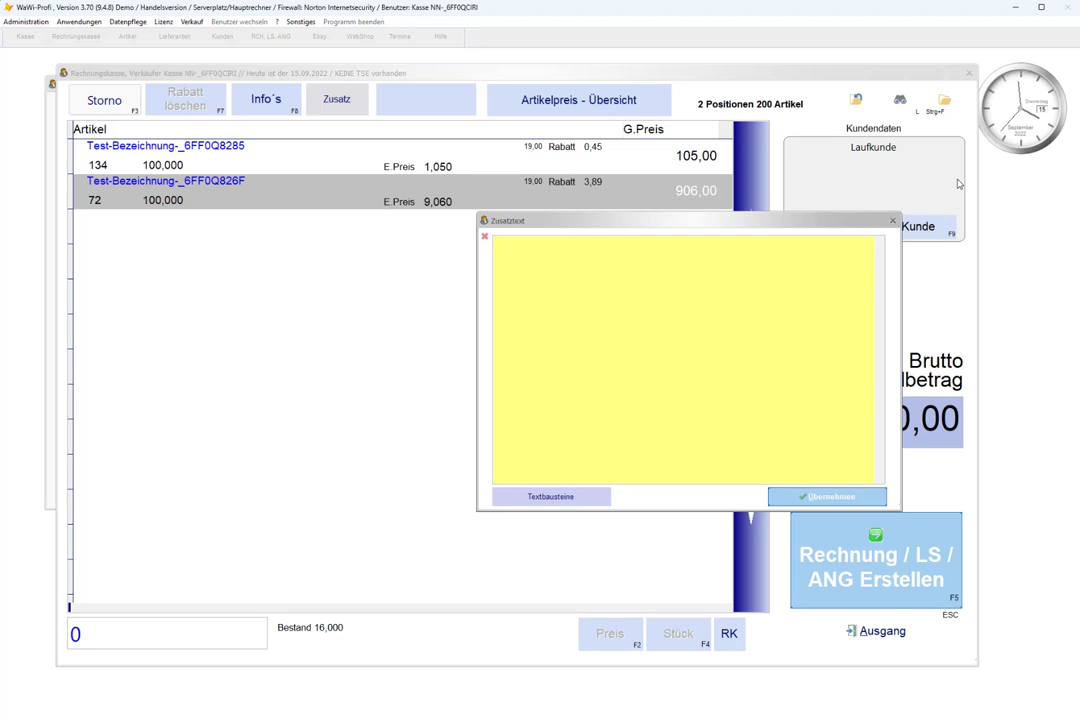 WaWi-Profi , Version 3.70 (9.4.8) Demo / Handelsversion / Serverplatz/Hauptrechner / Firewall: Norton Internetsecurity / Benutzer: Kasse NN-_6FF0QCIRI
Administration Anwendungen Datenpflege Lizenz Verkauf Benutzer wechseln ? Sonstiges Programm beenden
Kasse Rechnungskasse Artikel Lieferanten Kunden RCH, LS, ANG Ebay WebShop Termine Hilfe
Rechnungskasse, Verkäufer Kasse NN-_6FF0QCIRI // Heute ist der 15.09.2022 / KEINE TSE vorhanden
Storno F3
Rabatt löschen F7
Info´s F8
Zusatz
Artikelpreis - Übersicht
2 Positionen 200 Artikel
L Strg+F
Donnerstag
15
September
2022
Artikel G.Preis
Kundendaten
Laufkunde
Test-Bezeichnung-_6FF0Q8285 19,00 Rabatt 0,45
105,00
134 100,000 E.Preis 1,050
Test-Bezeichnung-_6FF0Q826F 19,00 Rabatt 3,89
906,00
72 100,000 E.Preis 9,060
Zusatztext
Kunde F9
Brutto
lbetrag
0,00
Textbausteine
Übernehmen
Rechnung / LS /
ANG Erstellen
F5
ESC
Ausgang
0
Bestand 16,000
Preis F2
Stück F4
RK